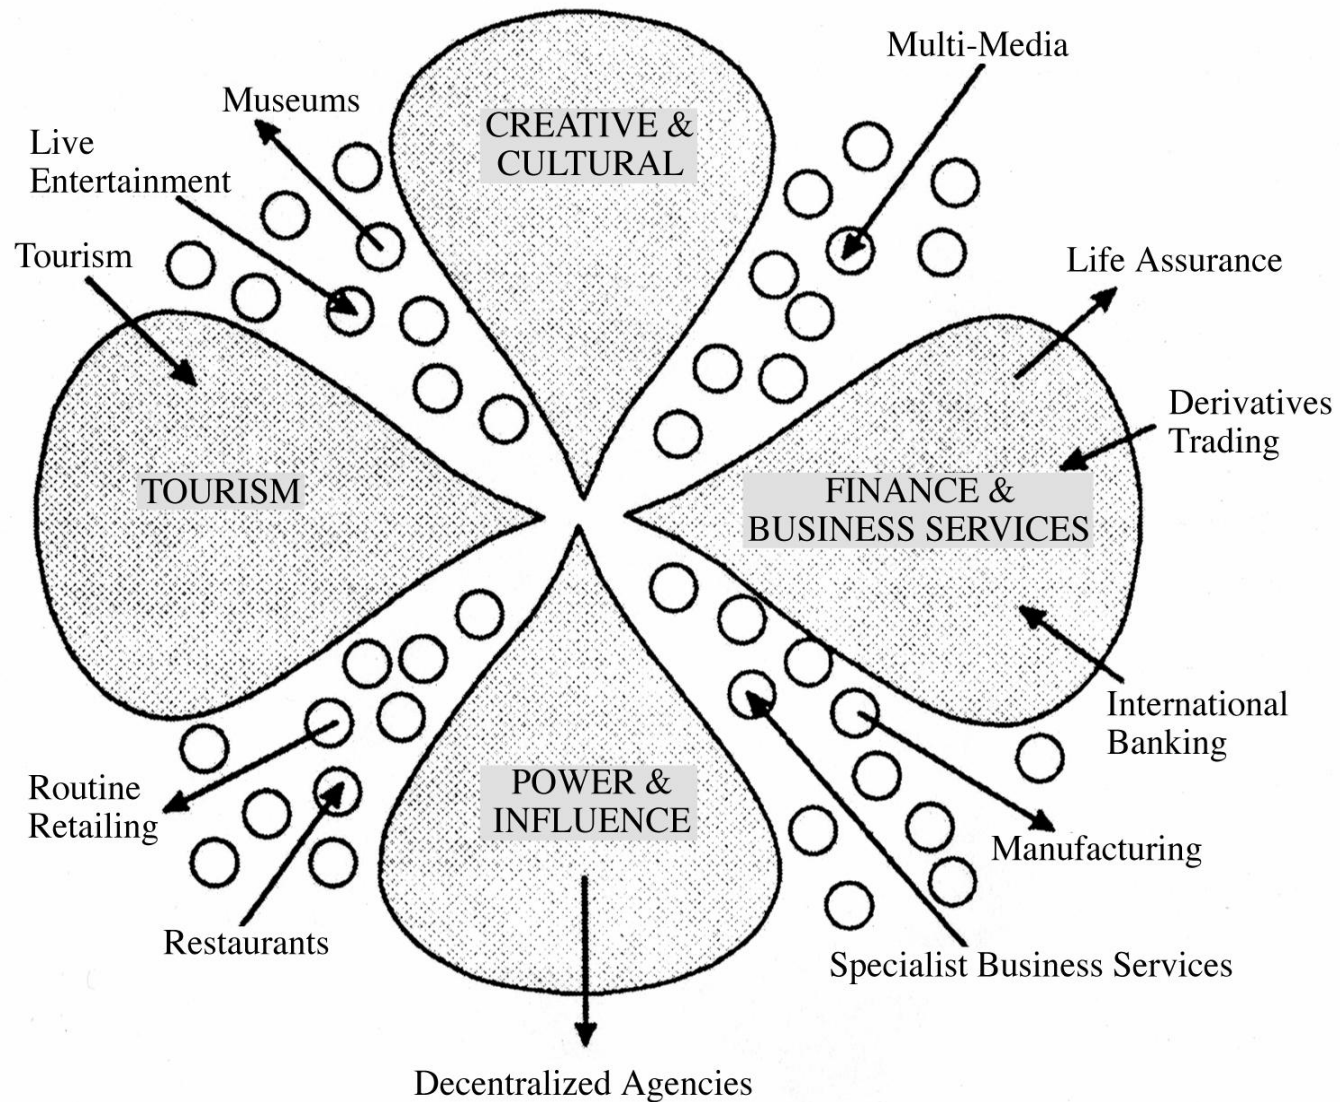 Multi-Media
Museums
CREATIVE &
CULTURAL
Live
Entertainment
Tourism
Life Assurance
Derivatives
Trading
TOURISM
FINANCE &
BUSINESS SERVICES
International
Banking
POWER &
INFLUENCE
Routine
Retailing
Manufacturing
Restaurants
Specialist Business Services
Decentralized Agencies